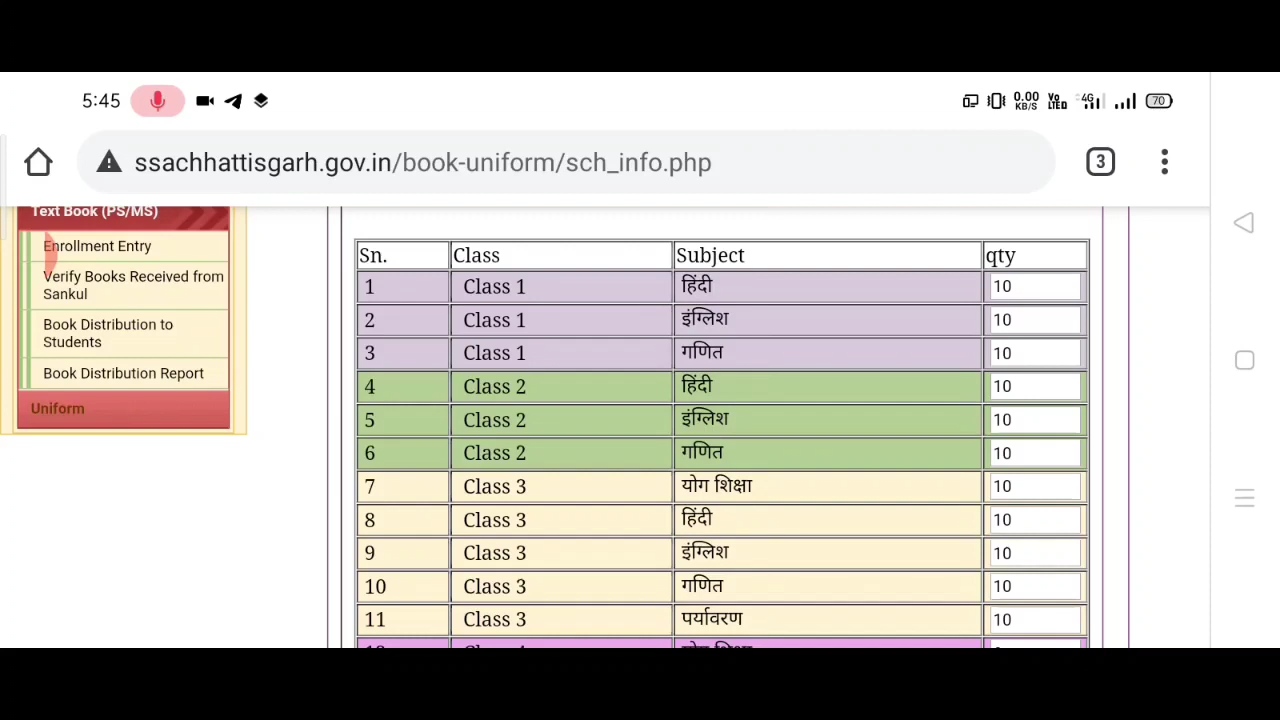 5:45 0.00 KB/S Vo LTED 4G 70
ssachhattisgarh.gov.in/book-uniform/sch_info.php 3
Text Book (PS/MS)
Enrollment Entry
Verify Books Received from
Sankul
Book Distribution to
Students
Book Distribution Report
Uniform
Sn. Class Subject qty
1 Class 1 हिंदी 10
2 Class 1 इंग्लिश 10
3 Class 1 गणित 10
4 Class 2 हिंदी 10
5 Class 2 इंग्लिश 10
6 Class 2 गणित 10
7 Class 3 योग शिक्षा 10
8 Class 3 हिंदी 10
9 Class 3 इंग्लिश 10
10 Class 3 गणित 10
11 Class 3 पर्यावरण 10